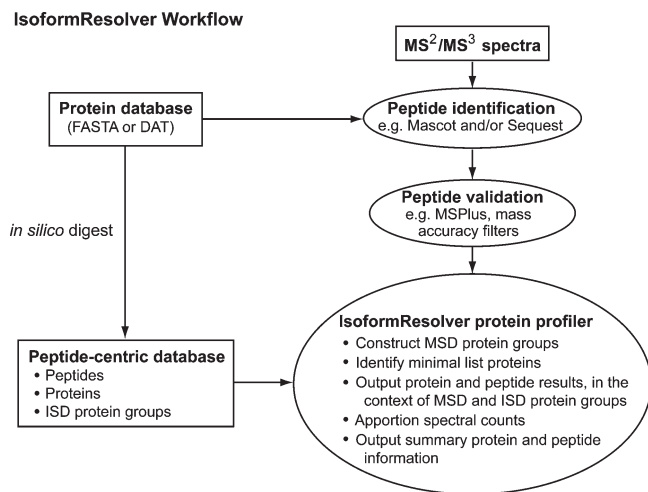 IsoformResolver Workflow
MS²/MS³ spectra
Protein database
(FASTA or DAT)
Peptide identification
e.g. Mascot and/or Sequest
Peptide validation
e.g. MSPlus, mass
accuracy filters
in silico digest
Peptide-centric database
• Peptides
• Proteins
• ISD protein groups
IsoformResolver protein profiler
• Construct MSD protein groups
• Identify minimal list proteins
• Output protein and peptide results, in the
context of MSD and ISD protein groups
• Apportion spectral counts
• Output summary protein and peptide
information